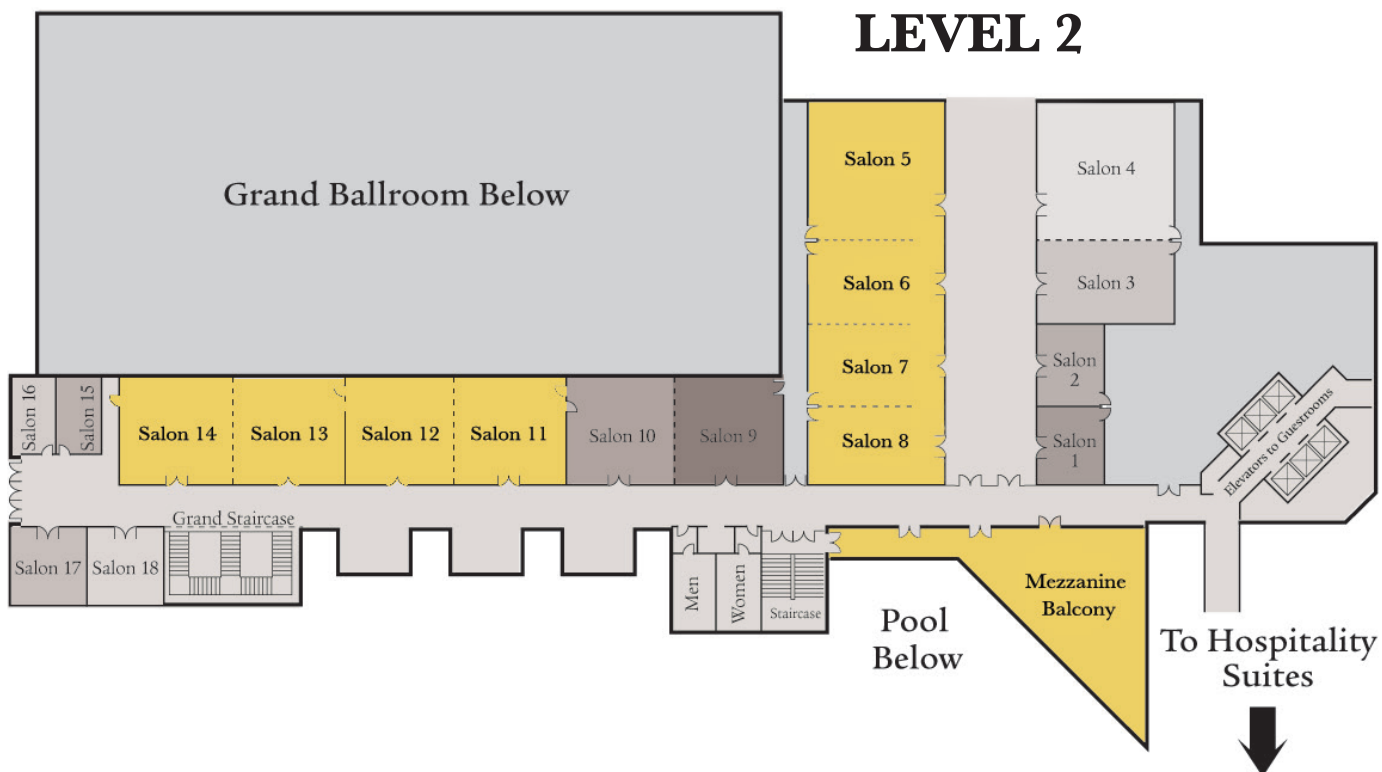 LEVEL 2
Grand Ballroom Below
Salon 5
Salon 4
Salon 6
Salon 3
Salon 7
Salon
2
Salon 8
Salon
1
Salon 16
Salon 15
Salon 14
Salon 13
Salon 12
Salon 11
Salon 10
Salon 9
Elevators to Guestrooms
Grand Staircase
Salon 17
Salon 18
Men
Women
Staircase
Mezzanine
Balcony
Pool
Below
To Hospitality
Suites